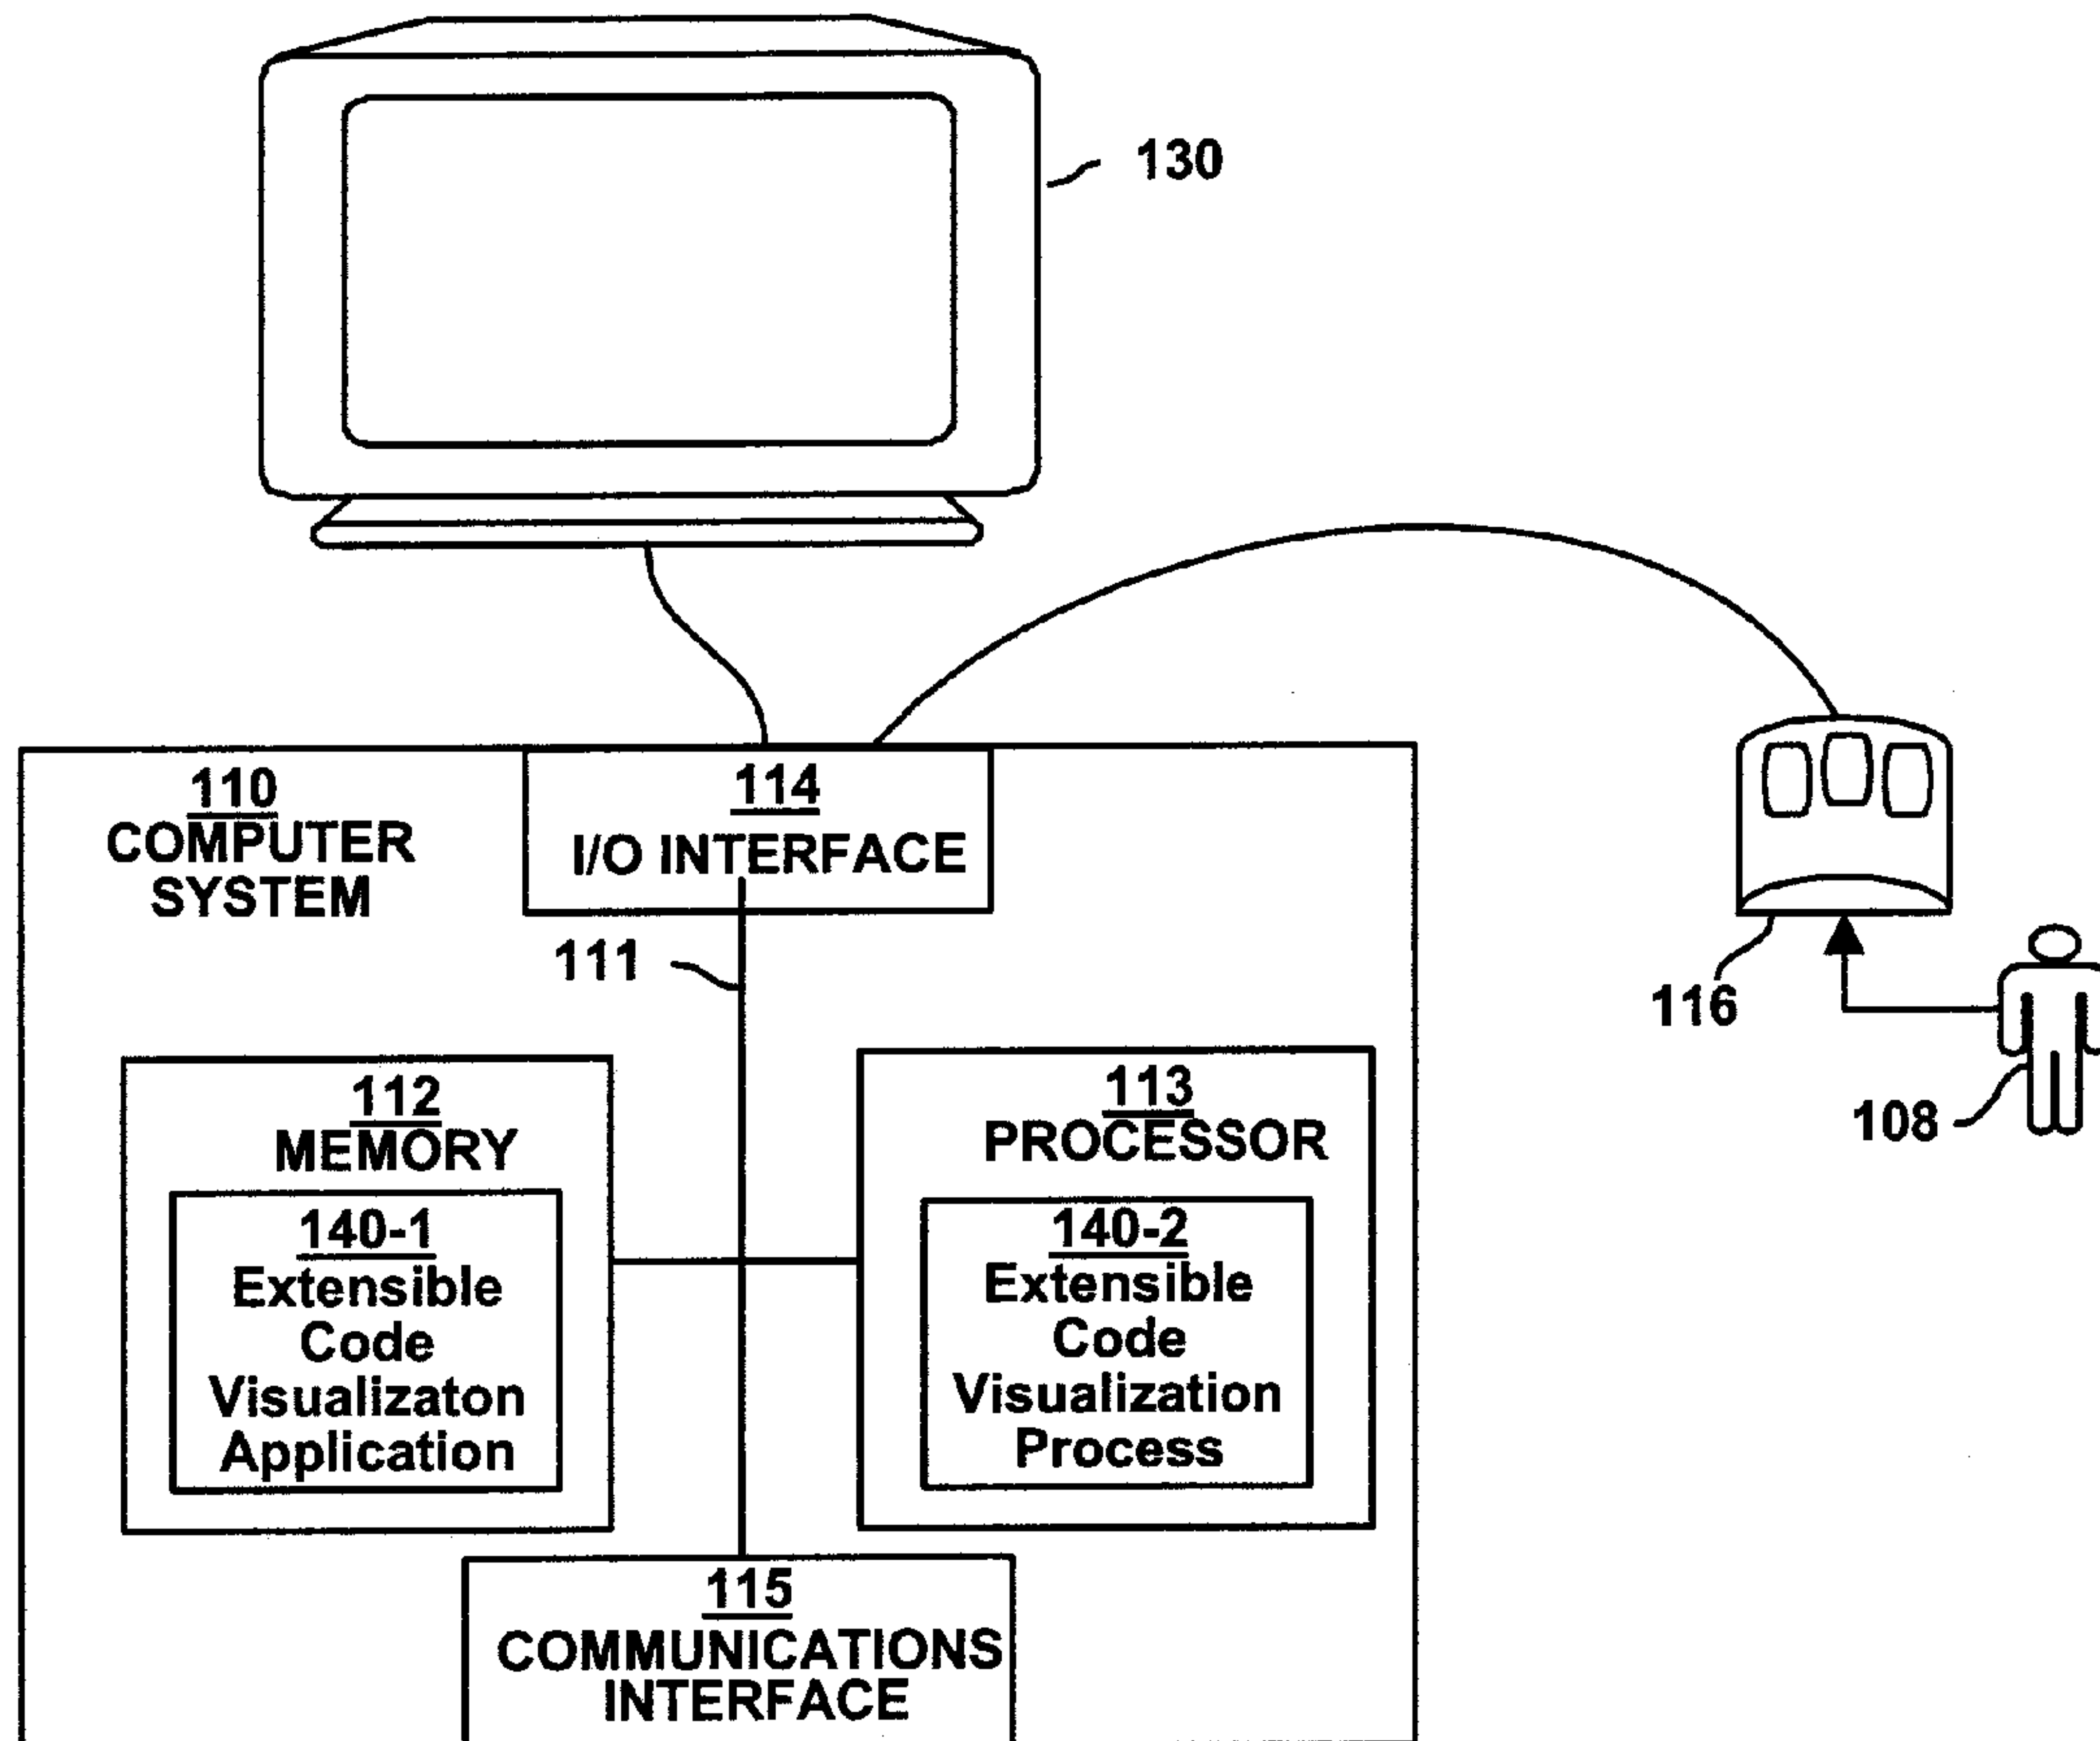 130
110
COMPUTER
SYSTEM
114
I/O INTERFACE
111
116
108
112
MEMORY
140-1
Extensible
Code
Visualizaton
Application
113
PROCESSOR
140-2
Extensible
Code
Visualization
Process
115
COMMUNICATIONS
INTERFACE